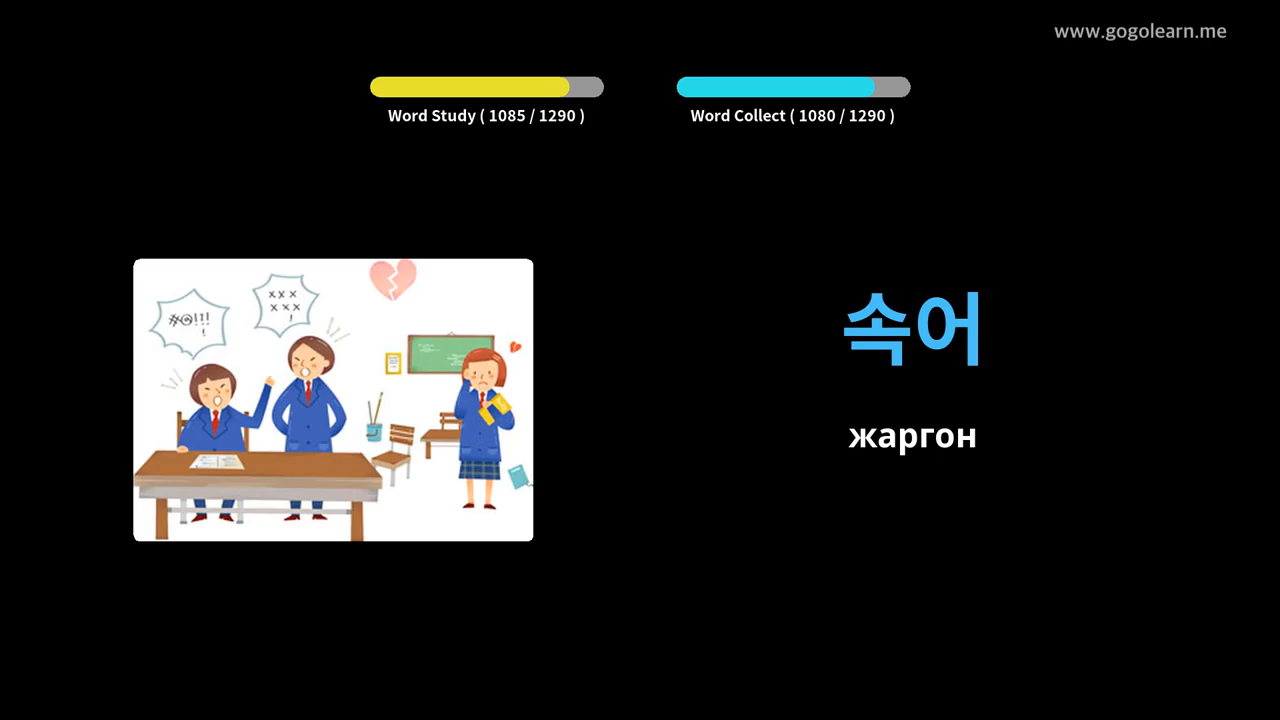 www.gogolearn.me
Word Study ( 1085 / 1290 )
Word Collect ( 1080 / 1290 )
#@!!!
!
x x x
x x x
!
속어
жаргон